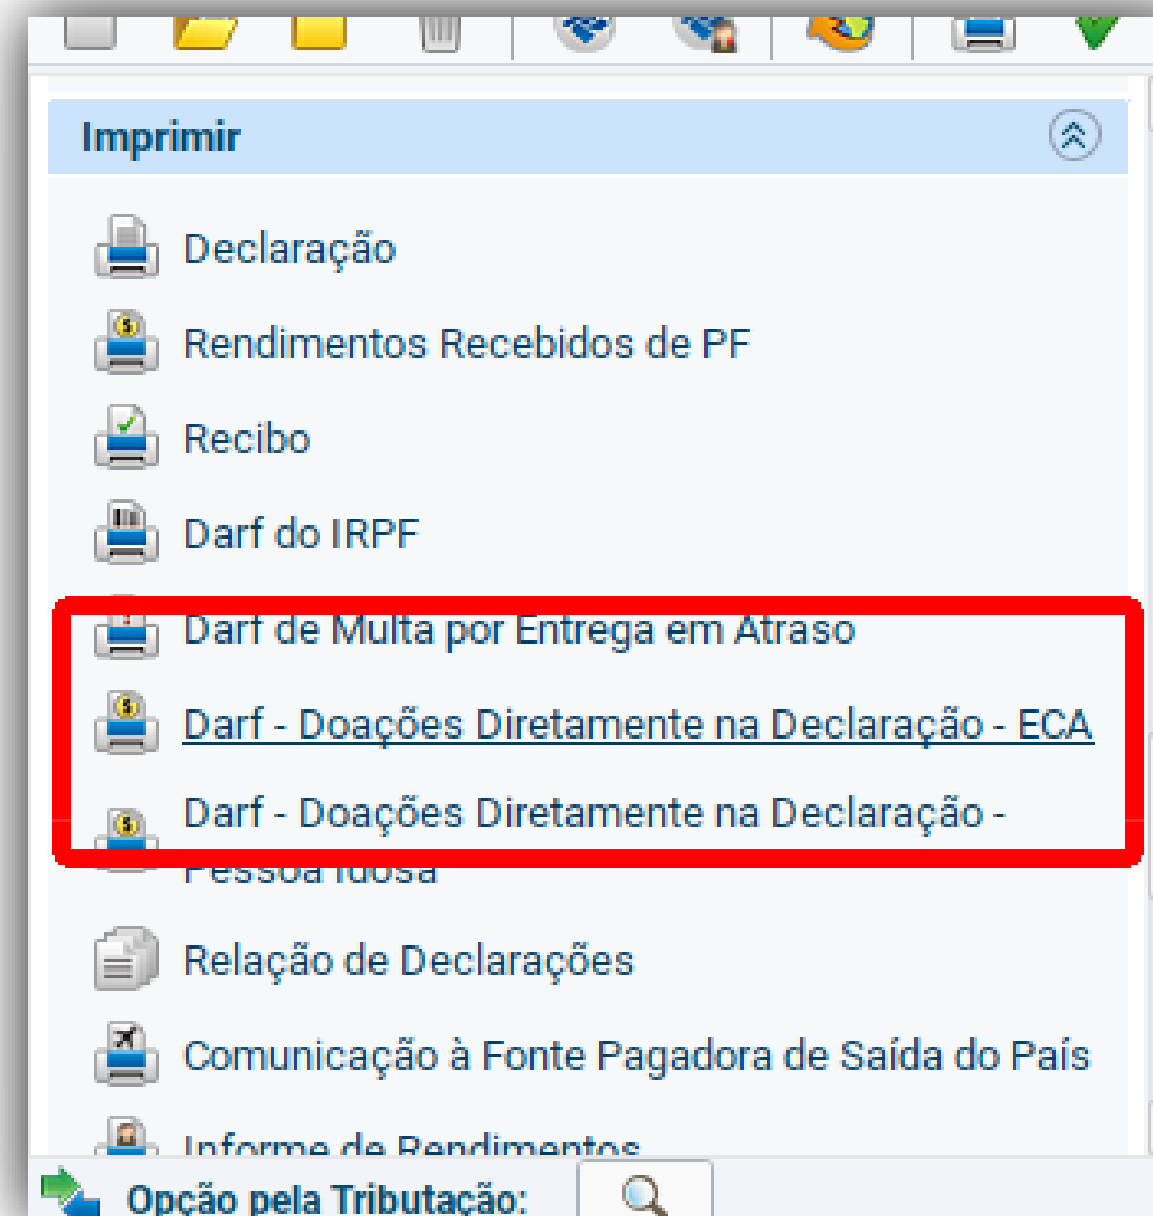 Imprimir
Declaração
Rendimentos Recebidos de PF
Recibo
Darf do IRPF
Darf de Multa por Entrega em Atraso
Darf - Doações Diretamente na Declaração - ECA
Darf - Doações Diretamente na Declaração -
Pessoa Idosa
Relação de Declarações
Comunicação à Fonte Pagadora de Saída do País
Informe de Rendimentos
Opção pela Tributação: